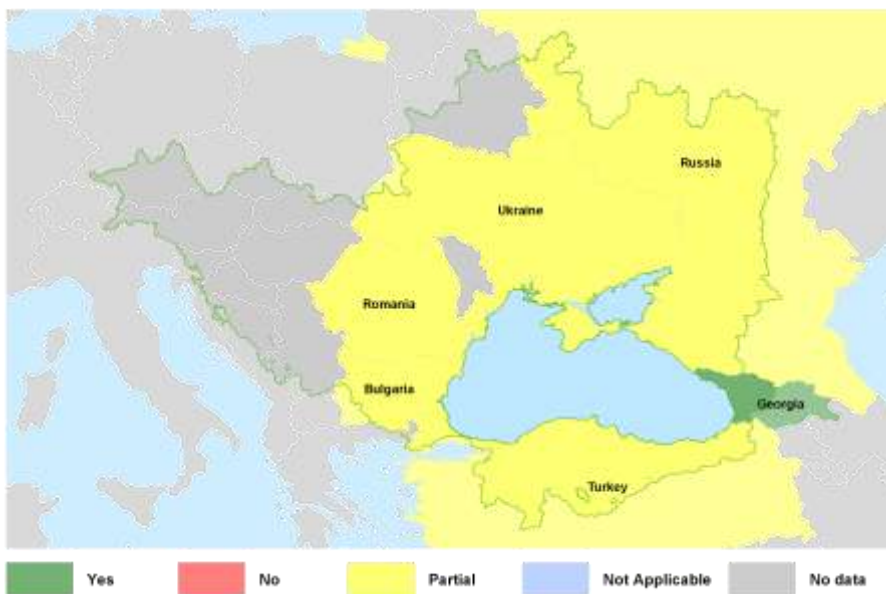 Russia
Ukraine
Romania
Bulgaria
Georgia
Turkey
Yes No Partial Not Applicable No data